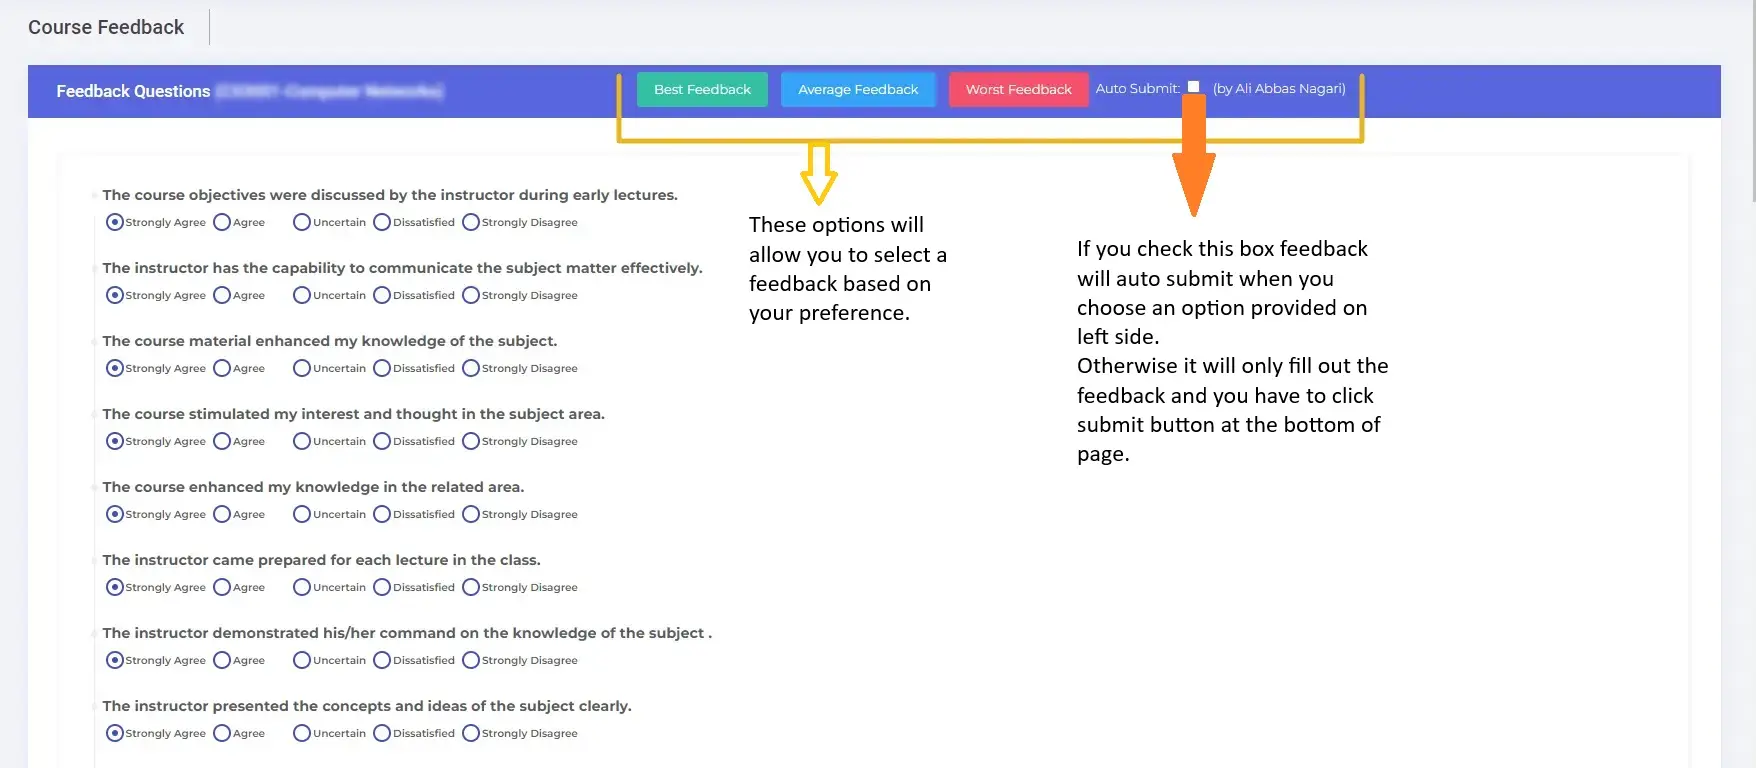 Course Feedback
Feedback Questions
Best Feedback Average Feedback Worst Feedback Auto Submit: (by Ali Abbas Nagari)
The course objectives were discussed by the instructor during early lectures.
Strongly Agree Agree Uncertain Dissatisfied Strongly Disagree
The instructor has the capability to communicate the subject matter effectively.
Strongly Agree Agree Uncertain Dissatisfied Strongly Disagree
The course material enhanced my knowledge of the subject.
Strongly Agree Agree Uncertain Dissatisfied Strongly Disagree
The course stimulated my interest and thought in the subject area.
Strongly Agree Agree Uncertain Dissatisfied Strongly Disagree
The course enhanced my knowledge in the related area.
Strongly Agree Agree Uncertain Dissatisfied Strongly Disagree
The instructor came prepared for each lecture in the class.
Strongly Agree Agree Uncertain Dissatisfied Strongly Disagree
The instructor demonstrated his/her command on the knowledge of the subject .
Strongly Agree Agree Uncertain Dissatisfied Strongly Disagree
The instructor presented the concepts and ideas of the subject clearly.
Strongly Agree Agree Uncertain Dissatisfied Strongly Disagree
These options will
allow you to select a
feedback based on
your preference.
If you check this box feedback
will auto submit when you
choose an option provided on
left side.
Otherwise it will only fill out the
feedback and you have to click
submit button at the bottom of
page.